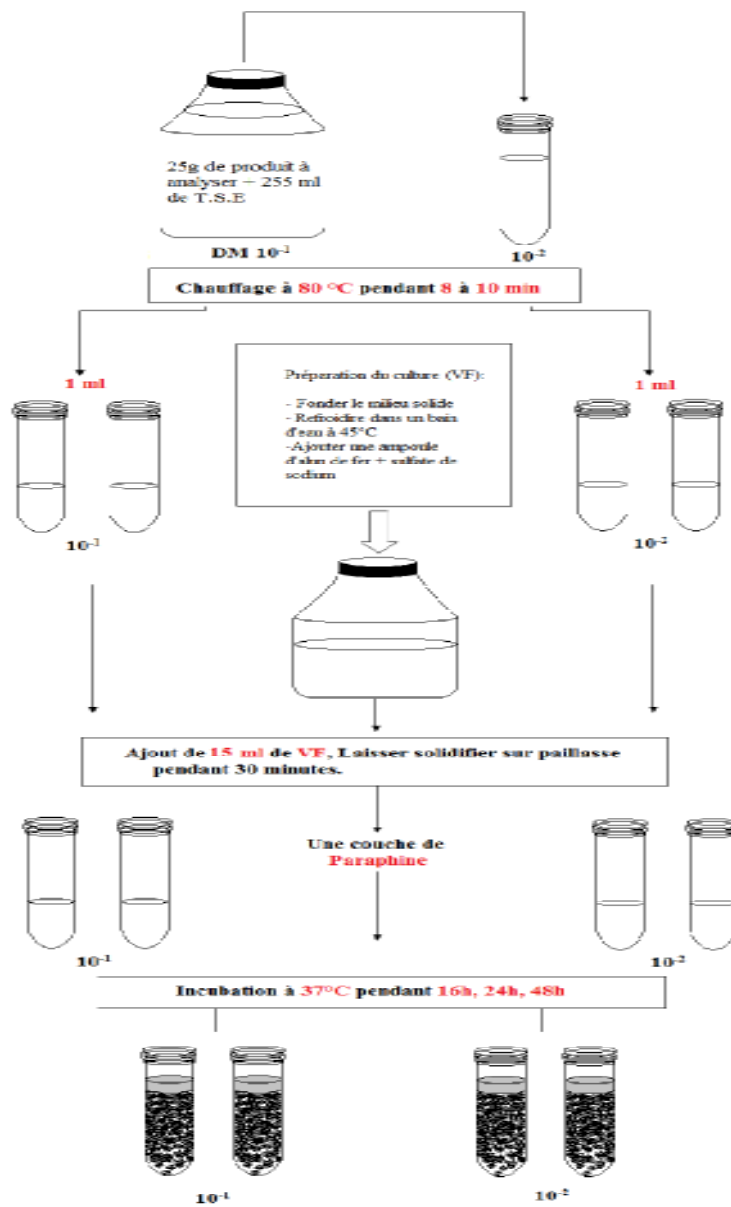 25g de produit à
analyser + 255 ml
de T.S.E
DM 10⁻¹
10⁻²
Chauffage à 80 °C pendant 8 à 10 min
1 ml
1 ml
Préparation du culture (VF):
- Fonder le milieu solide
- Refroidire dans un bain
d'eau à 45°C
-Ajouter une ampoule
d'alun de fer + sulfate de
sodium
10⁻¹
10⁻²
Ajout de 15 ml de VF, Laisser solidifier sur paillasse
pendant 30 minutes.
Une couche de
Paraphine
10⁻¹
10⁻²
Incubation à 37°C pendant 16h, 24h, 48h
10⁻¹
10⁻²